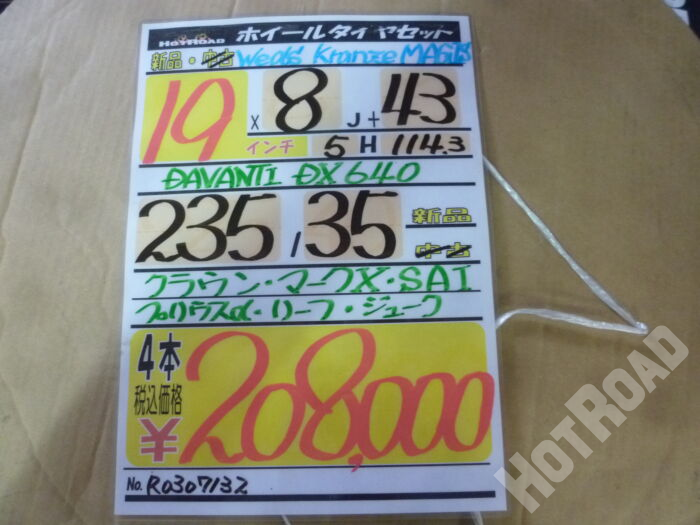 HOTROAD ホイールタイヤセット
新品・中古 Weds Kranze MAGIS
19 x 8 J+ 43
インチ 5 H 114.3
DAVANTI DX640
235 / 35 新品
中古
クラウン・マークX・SAI
プリウスα・リーフ・ジューク
4本
税込価格
¥208,000
No. R0307132
HOTROAD